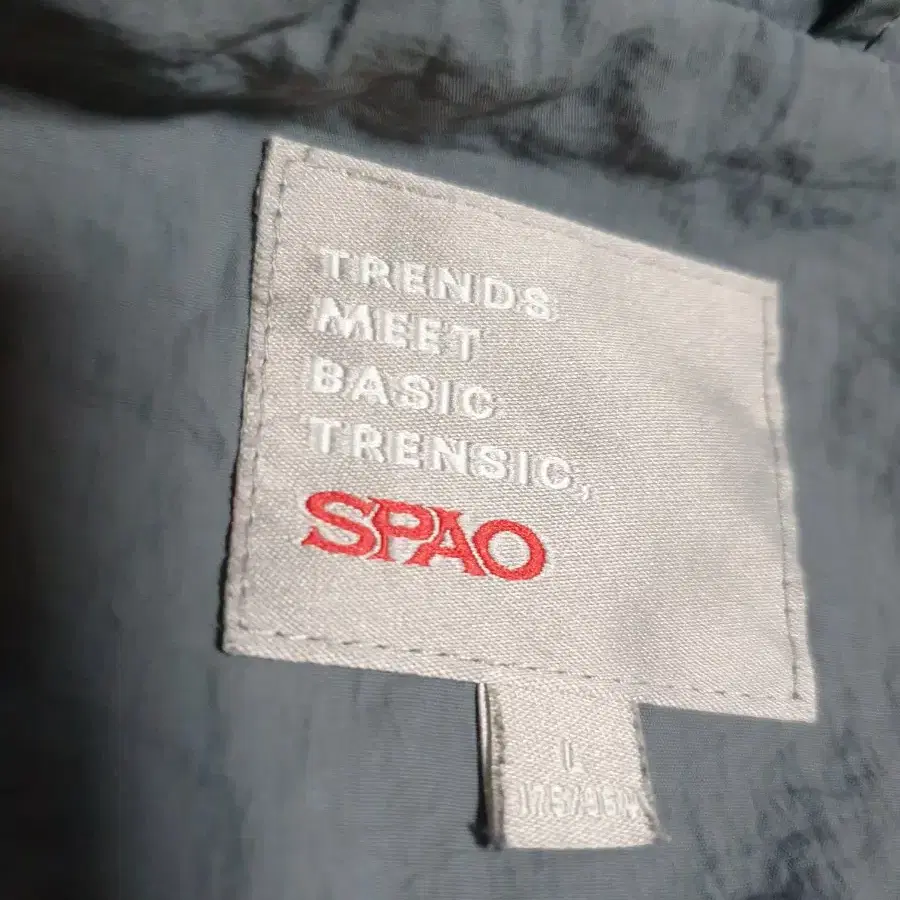 TRENDS
MEET
BASIC
TRENSIC,
SPAO
L